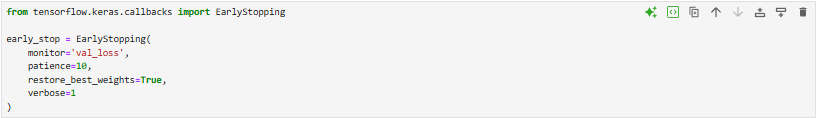 from tensorflow.keras.callbacks import EarlyStopping

early_stop = EarlyStopping(
    monitor='val_loss',
    patience=10,
    restore_best_weights=True,
    verbose=1
)